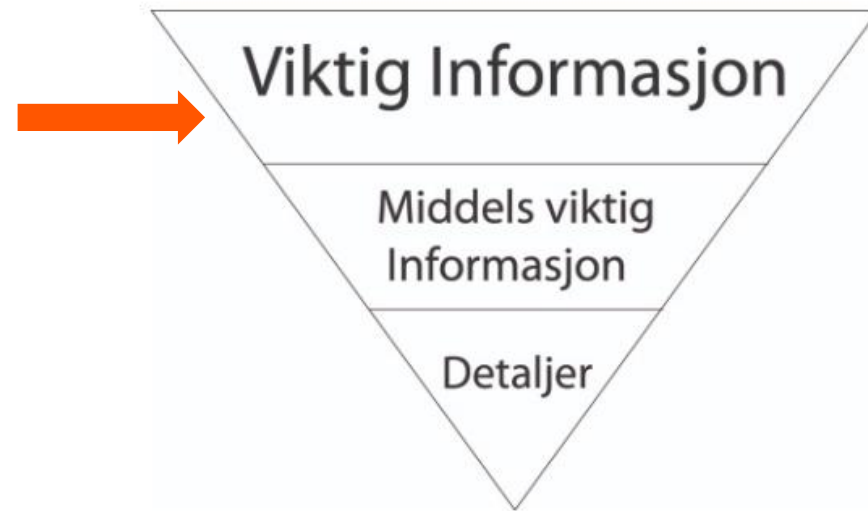 Viktig Informasjon
Middels viktig
Informasjon
Detaljer